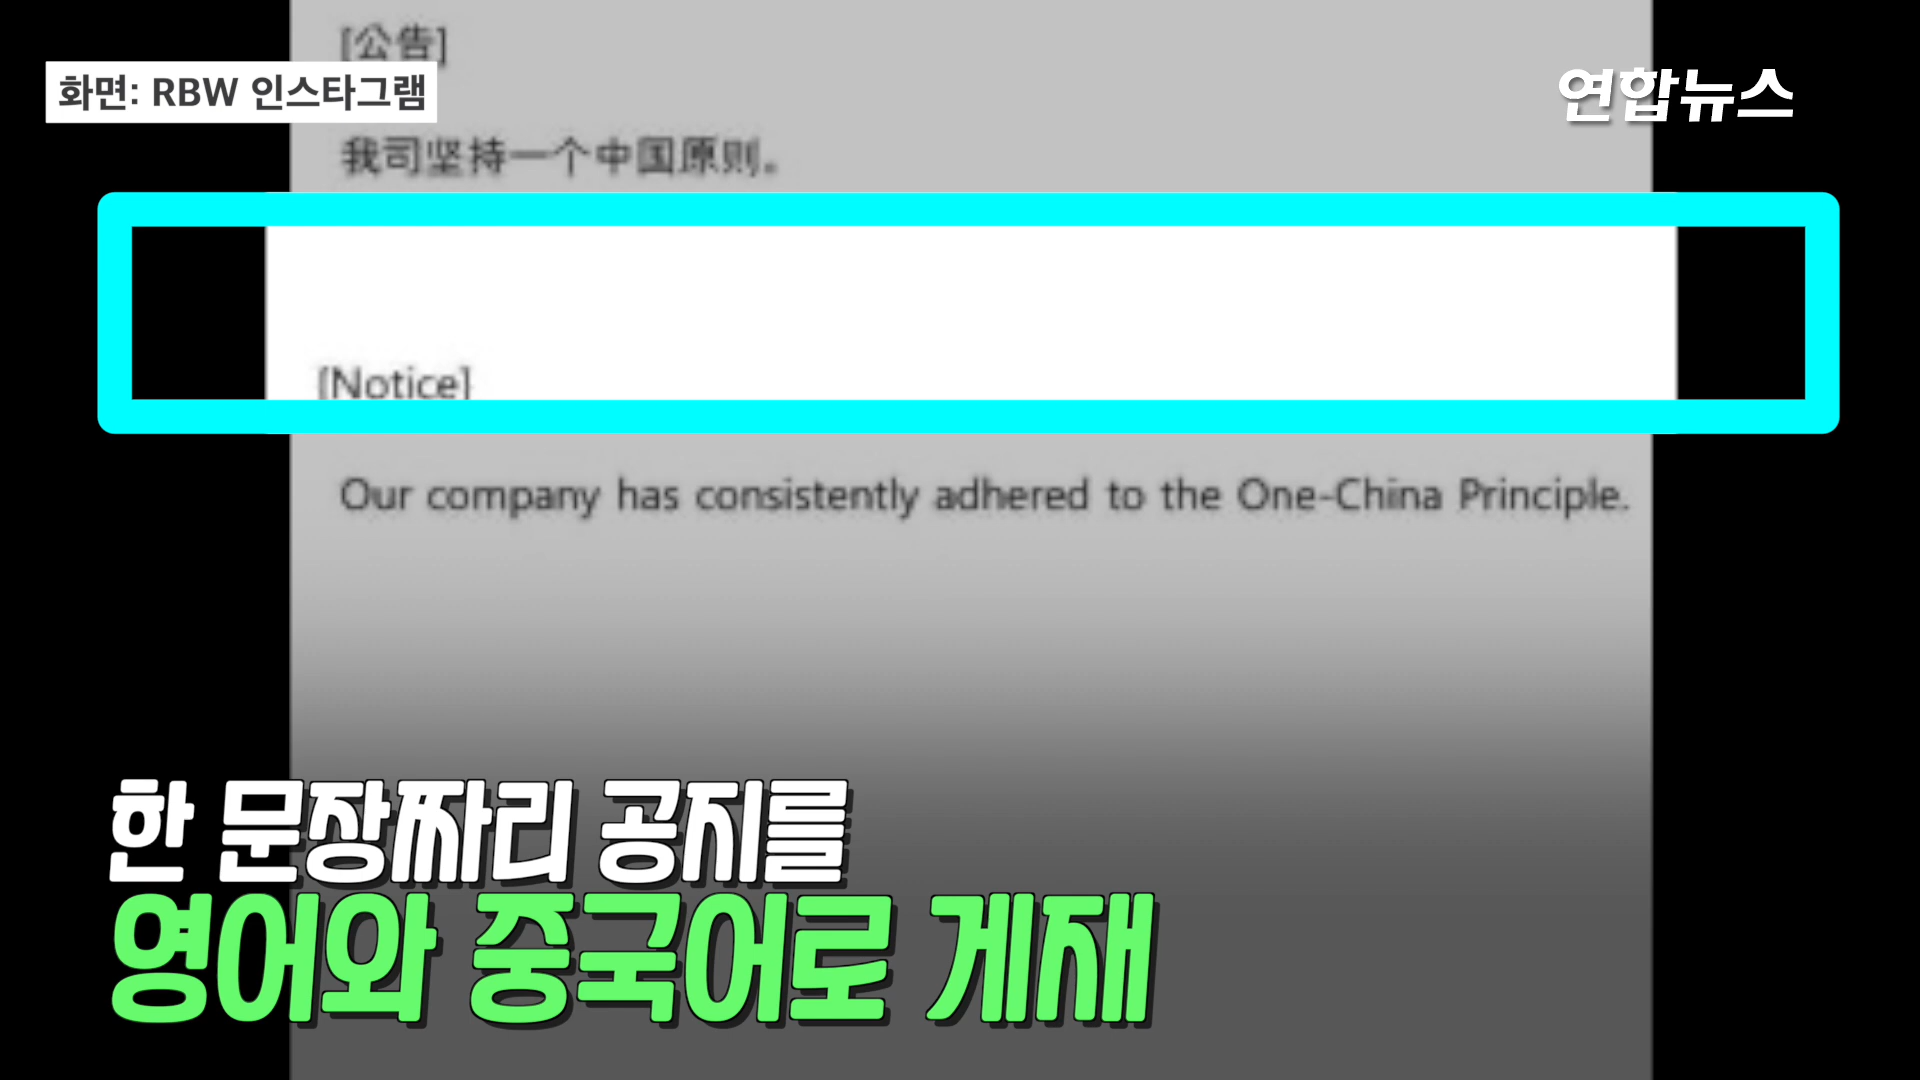 [公告]
화면: RBW 인스타그램
연합뉴스
我司坚持一个中国原则。
[Notice]
Our company has consistently adhered to the One-China Principle.
한 문장짜리 공지를
영어와 중국어로 게재